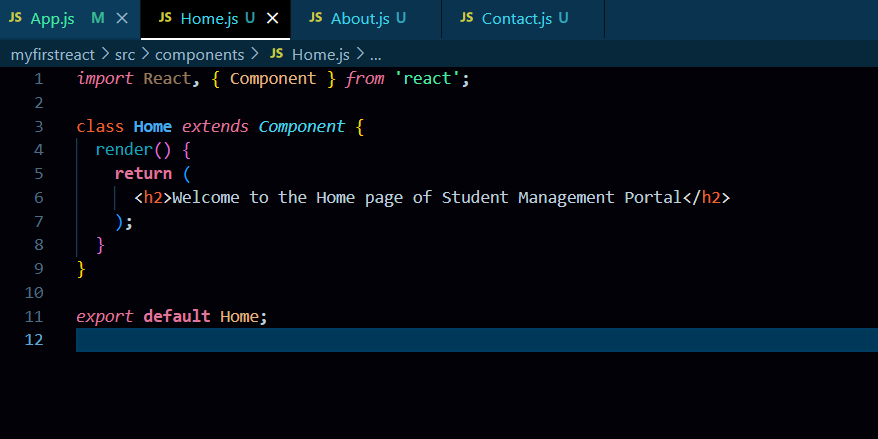 JS App.js M × JS Home.js U × JS About.js U JS Contact.js U
myfirstreact > src > components > JS Home.js > ...
1 import React, { Component } from 'react';
2
3 class Home extends Component {
4   render() {
5     return (
6       <h2>Welcome to the Home page of Student Management Portal</h2>
7     );
8   }
9 }
10
11 export default Home;
12